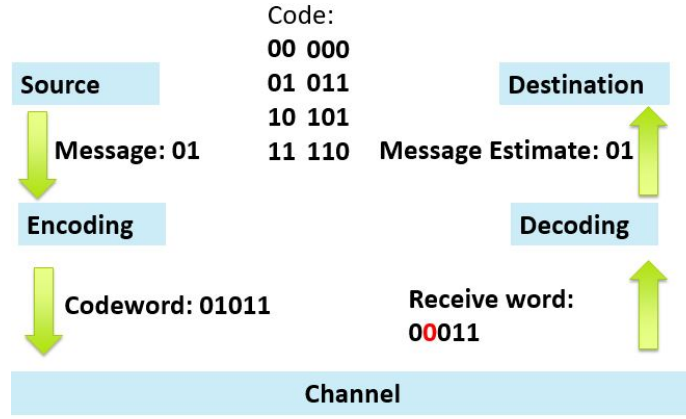 Code:
00 000
01 011
10 101
11 110
Source
Destination
Message: 01
Message Estimate: 01
Encoding
Decoding
Codeword: 01011
Receive word:
00011
Channel